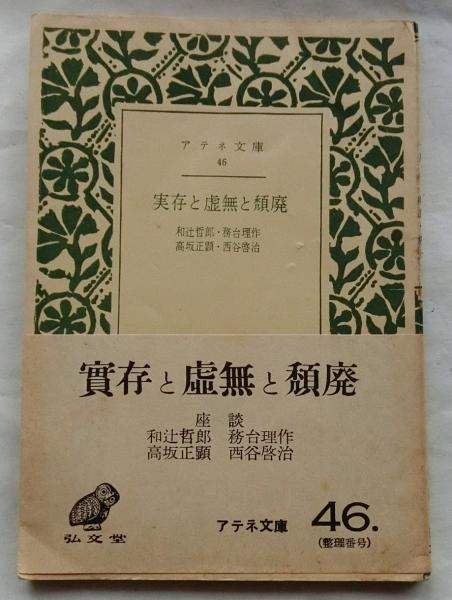 アテネ文庫
46
実存と虚無と頽廃
和辻哲郎・務台理作
高坂正顕・西谷啓治
實存と虛無と頽廃
座談
和辻哲郎 務台理作
高坂正顕 西谷啓治
弘文堂
アテネ文庫
46.
(整理番号)